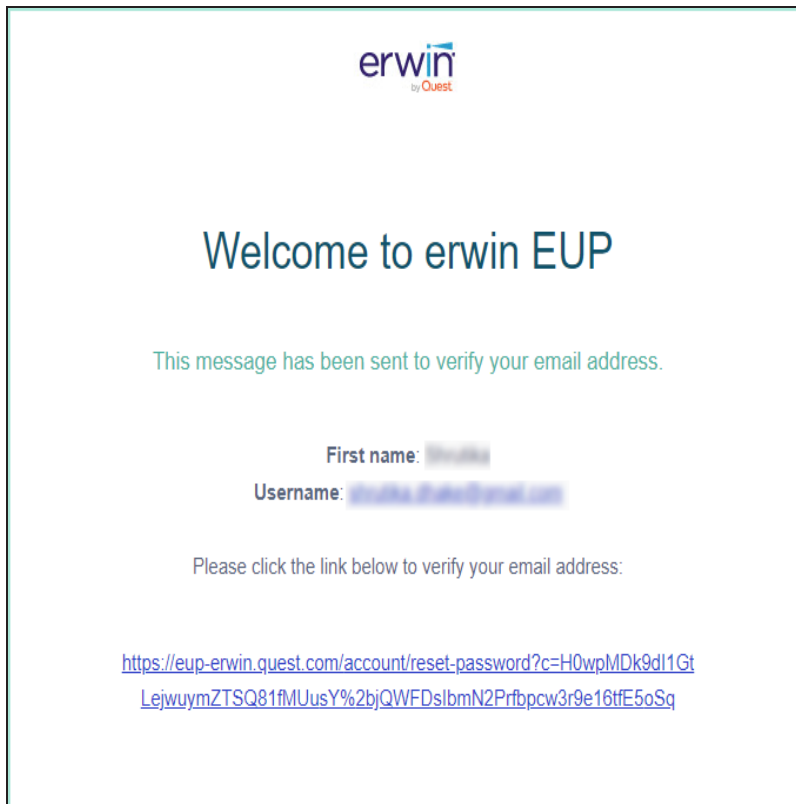 erwin
by Quest
Welcome to erwin EUP
This message has been sent to verify your email address.
First name:
Username:
Please click the link below to verify your email address:
https://eup-erwin.quest.com/account/reset-password?c=H0wpMDk9dI1Gt
LejwuymZTSQ81fMUusY%2bjQWFDsIbmN2Prfbpcw3r9e16tfE5oSq